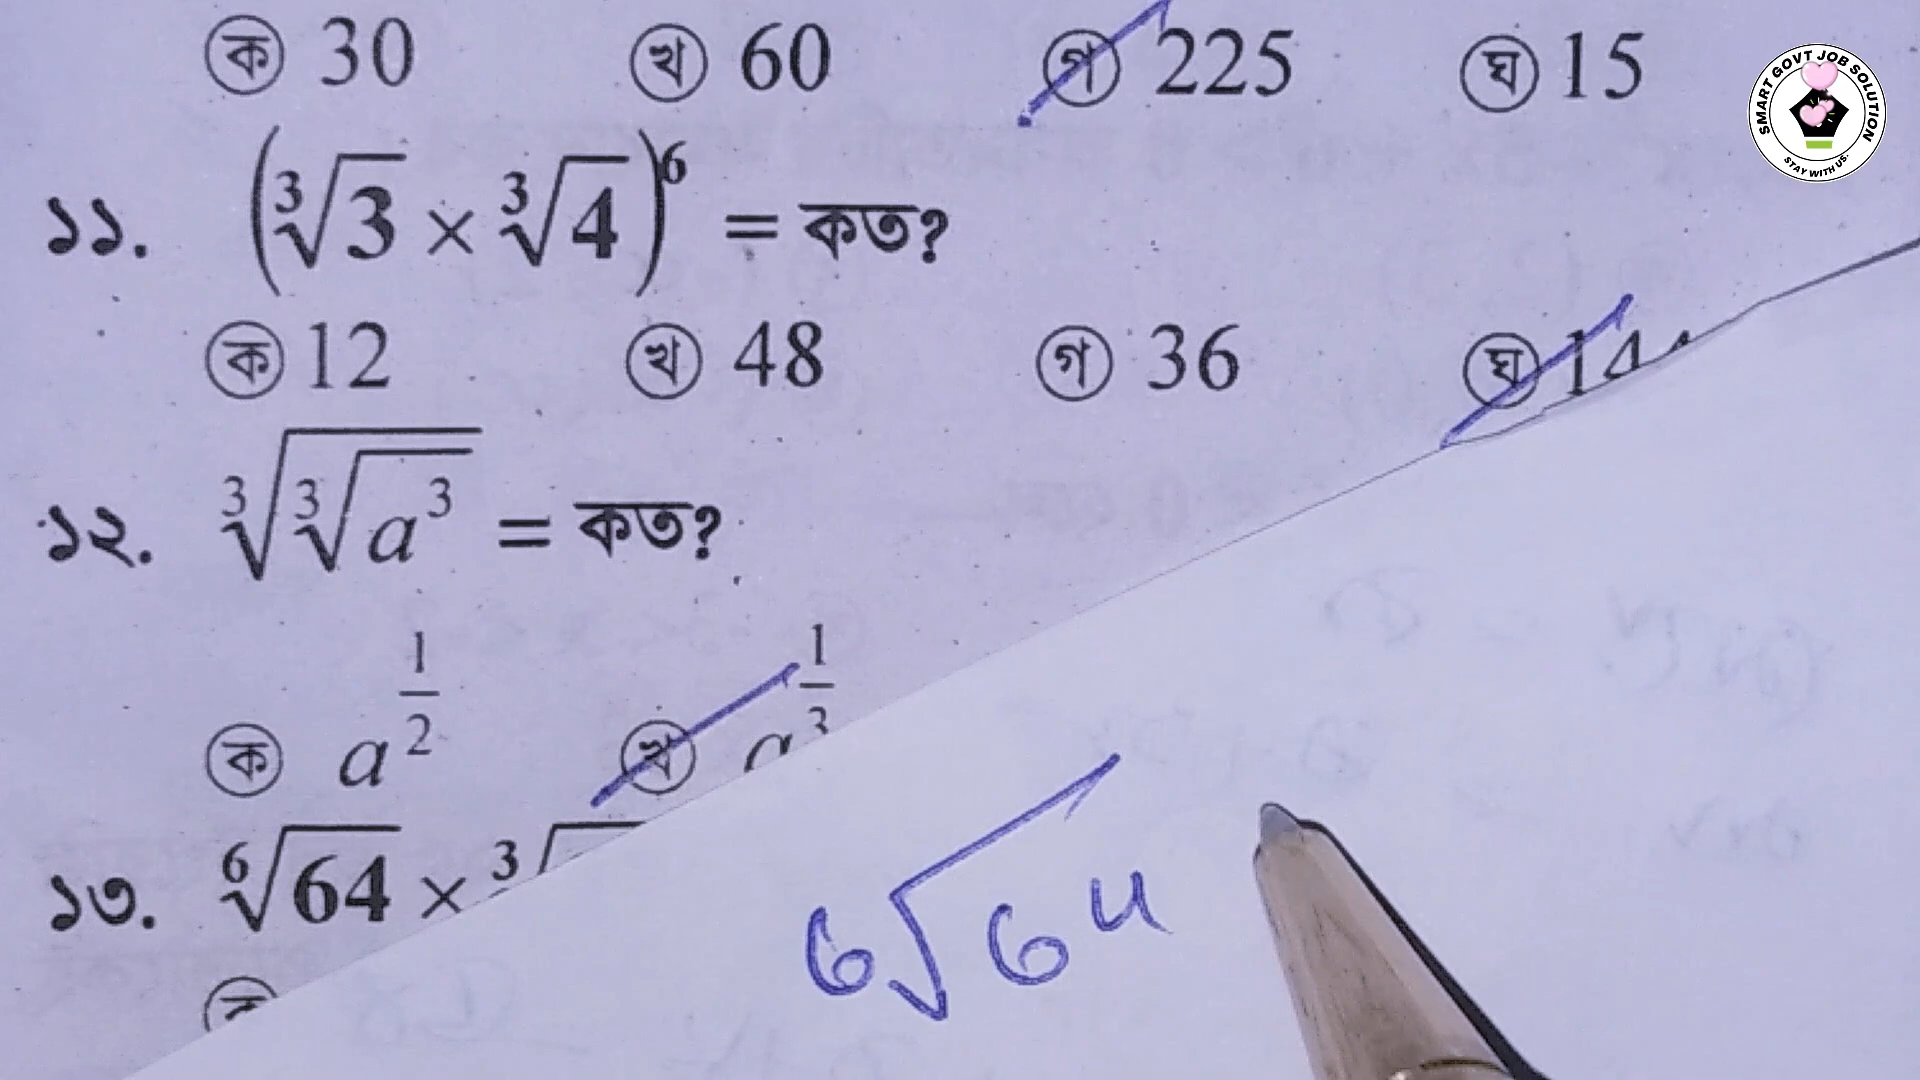 ক 30 খ 60 গ 225 ঘ 15
SMART GOVT JOB SOLUTION
STAY WITH US.
১১. (∛3 × ∛4)⁶ = কত?
ক 12 খ 48 গ 36 ঘ 14
১২. ∛∛a³ = কত?
ক a^(1/2) খ a^(1/3)
১৩. ⁶√64 × ³√
ক
6√64